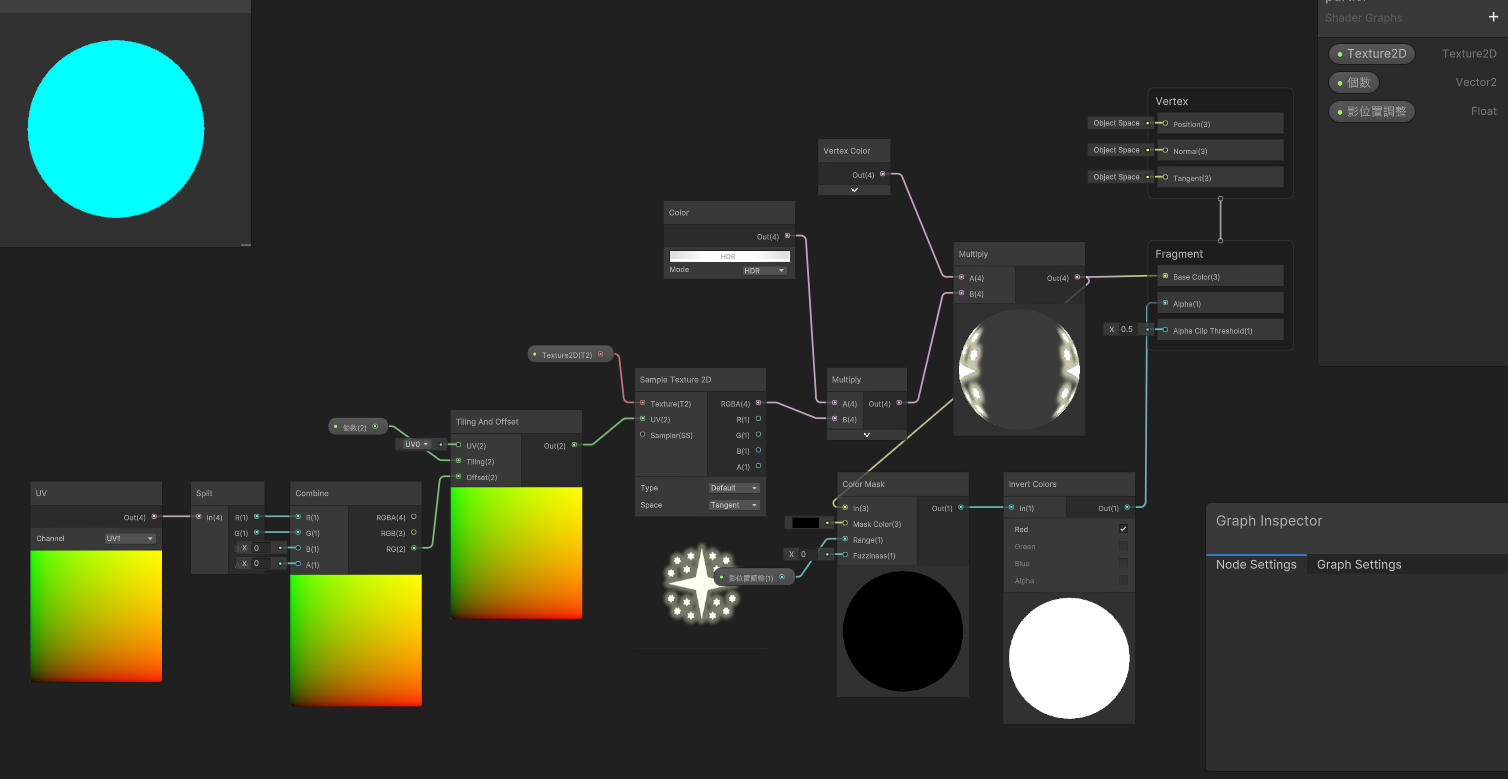 Shader Graphs
+
Texture2D Texture2D
個数 Vector2
影位置調整 Float
Vertex
Object Space Position(3)
Object Space Normal(3)
Object Space Tangent(3)
Vertex Color
Out(4)
Color
Out(4)
HDR
Mode HDR
Multiply
A(4) Out(4)
B(4)
Fragment
Base Color(3)
Alpha(1)
X 0.5 Alpha Clip Threshold(1)
Texture2D(T2)
Sample Texture 2D
Texture(T2) RGBA(4)
UV(2) R(1)
Sampler(SS) G(1)
B(1)
A(1)
Type Default
Space Tangent
Multiply
A(4) Out(4)
B(4)
個数(2)
Tiling And Offset
UV0 UV(2) Out(2)
Tiling(2)
Offset(2)
UV
Out(4)
Channel UV1
Split
In(4) R(1)
G(1)
Combine
R(1) RGBA(4)
G(1) RGB(3)
X 0 B(1) RG(2)
X 0 A(1)
影位置調整(1)
Color Mask
In(3) Out(1)
Mask Color(3)
Range(1)
X 0 Fuzziness(1)
Invert Colors
In(1) Out(1)
Red
Green
Blue
Alpha
Graph Inspector
Node Settings Graph Settings